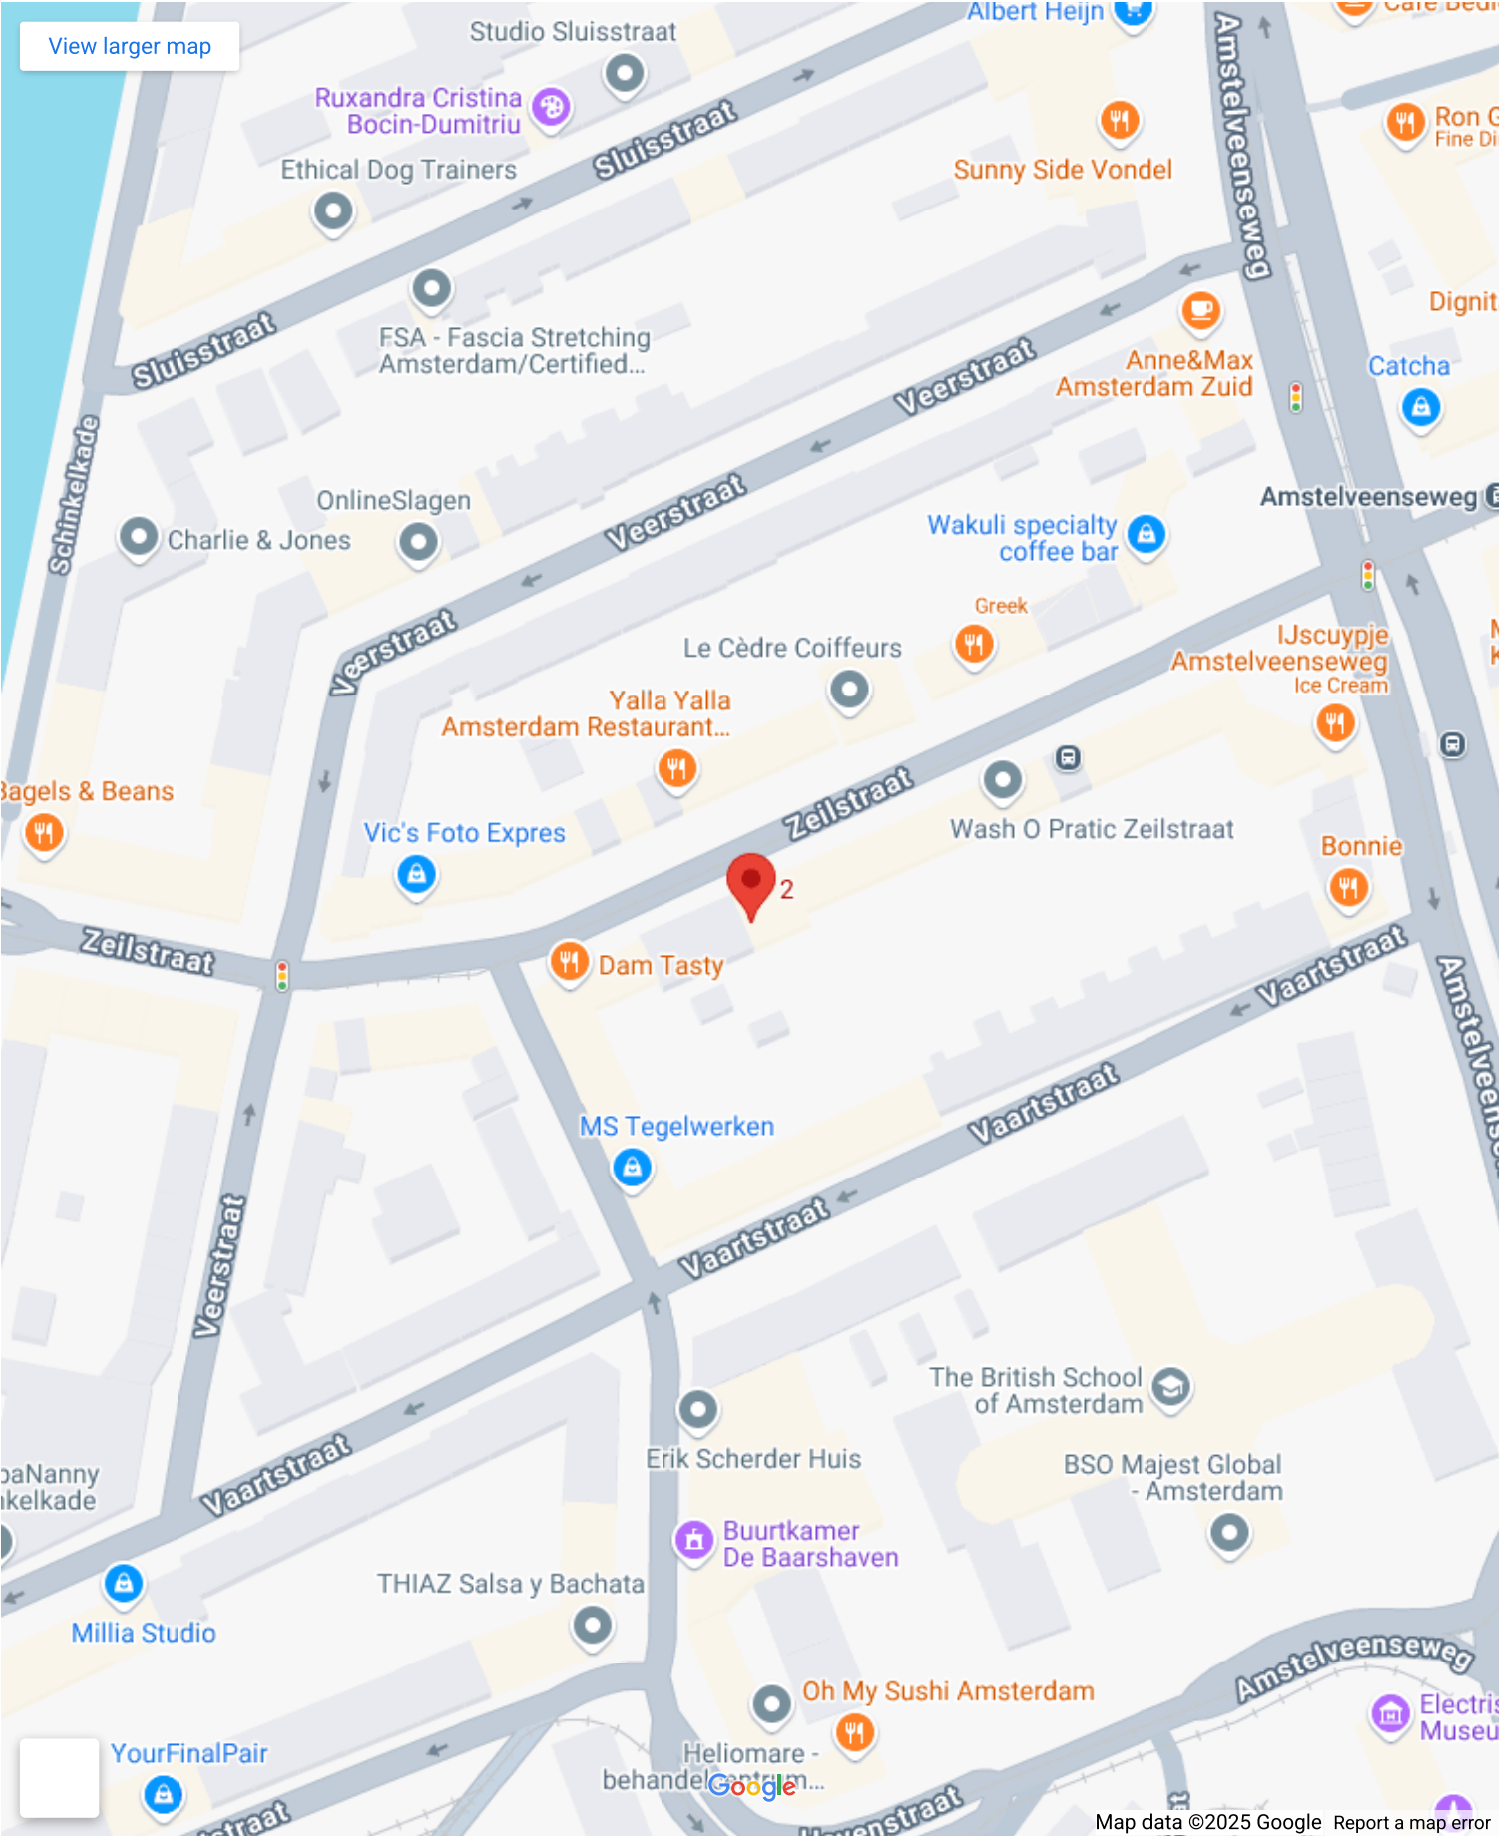 View larger map
Studio Sluisstraat
Albert Heijn
Ruxandra Cristina
Bocin-Dumitriu
Sluisstraat
Amstelveenseweg
Ron
Fine
Ethical Dog Trainers
Sunny Side Vondel
FSA - Fascia Stretching
Amsterdam/Certified...
Sluisstraat
Veerstraat
Anne&Max
Amsterdam Zuid
Catcha
Schinkelkade
OnlineSlagen
Charlie & Jones
Veerstraat
Amstelveenseweg
Wakuli specialty
coffee bar
Greek
Veerstraat
Le Cèdre Coiffeurs
IJscuypje
Amstelveenseweg
Ice Cream
Yalla Yalla
Amsterdam Restaurant...
Bagels & Beans
Zeilstraat
Vic's Foto Expres
Wash O Pratic Zeilstraat
Bonnie
2
Zeilstraat
Dam Tasty
Vaartstraat
MS Tegelwerken
Vaartstraat
Veerstraat
Vaartstraat
The British School
of Amsterdam
Erik Scherder Huis
BSO Majest Global
- Amsterdam
Vaartstraat
Buurtkamer
De Baarshaven
THIAZ Salsa y Bachata
Millia Studio
Amstelveenseweg
Oh My Sushi Amsterdam
YourFinalPair
Heliomare -
Google
Map data ©2025 Google
Report a map error